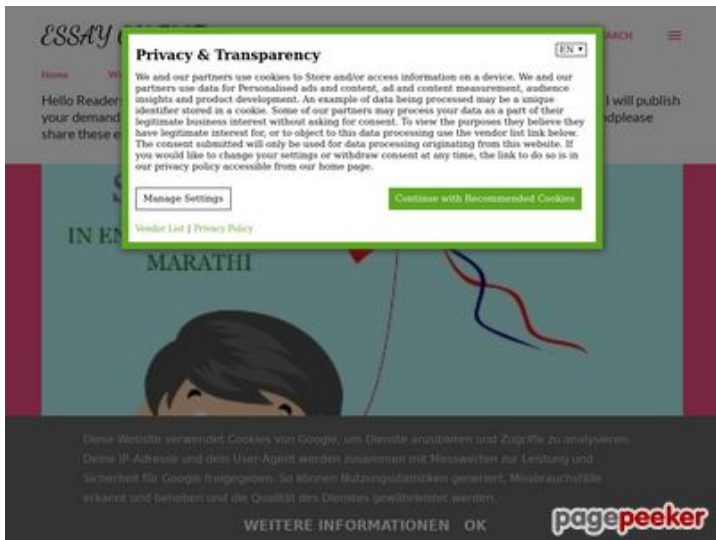 ESSAY
ARCH
Privacy & Transparency
EN
We and our partners use cookies to Store and/or access information on a device. We and our
partners use data for Personalised ads and content, ad and content measurement, audience
insights and product development. An example of data being processed may be a unique
identifier stored in a cookie. Some of our partners may process your data as a part of their
legitimate business interest without asking for consent. To view the purposes they believe they
have legitimate interest for, or to object to this data processing use the vendor list link below.
The consent submitted will only be used for data processing originating from this website. If
you would like to change your settings or withdraw consent at any time, the link to do so is in
our privacy policy accessible from our home page.
Manage Settings
Continue with Recommended Cookies
Vendor List | Privacy Policy
Home
Hello Reader
I will publish
your demand
ndplease
share these e
IN EN
MARATHI
Diese Website verwendet Cookies von Google, um Dienste anzubieten und Zugriffe zu analysieren.
Deine IP-Adresse und dein User-Agent werden zusammen mit Messwerten zur Leistung und
Sicherheit für Google freigegeben. So können Nutzungsstatistiken generiert, Missbrauchsfälle
erkannt und behoben und die Qualität des Dienstes gewährleistet werden.
WEITERE INFORMATIONEN OK
pagepeeker